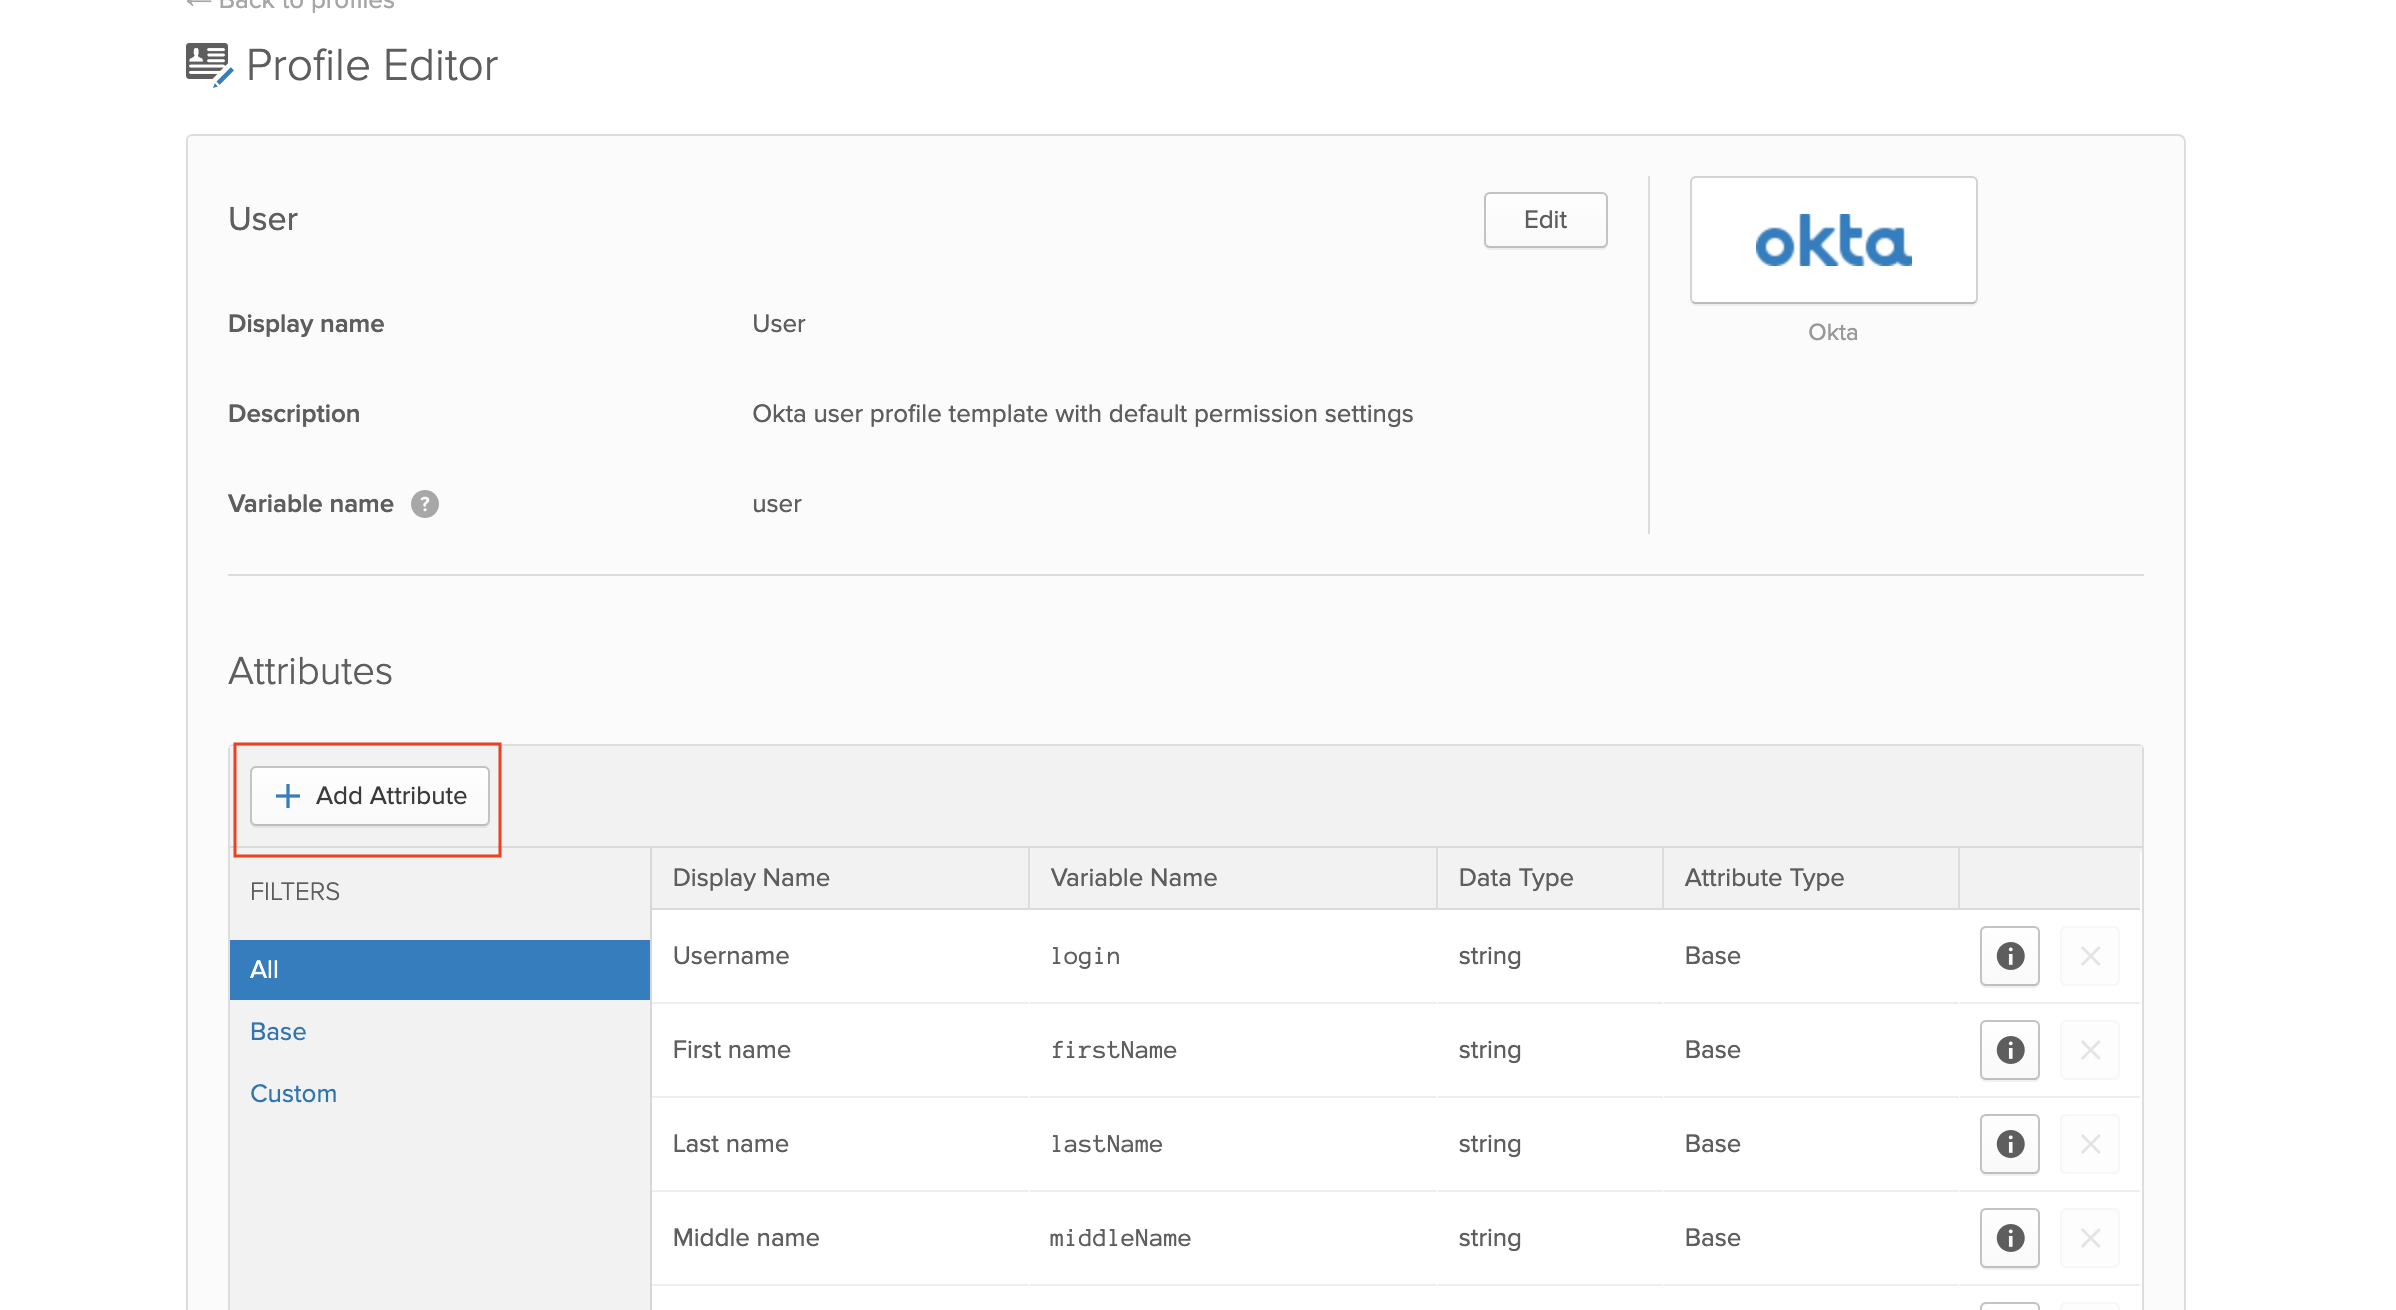 ← Back to profiles
Profile Editor
User
Edit
okta
Okta
Display name User
Description Okta user profile template with default permission settings
Variable name ? user
Attributes
+ Add Attribute
FILTERS
All
Base
Custom
Display Name Variable Name Data Type Attribute Type
Username login string Base
First name firstName string Base
Last name lastName string Base
Middle name middleName string Base